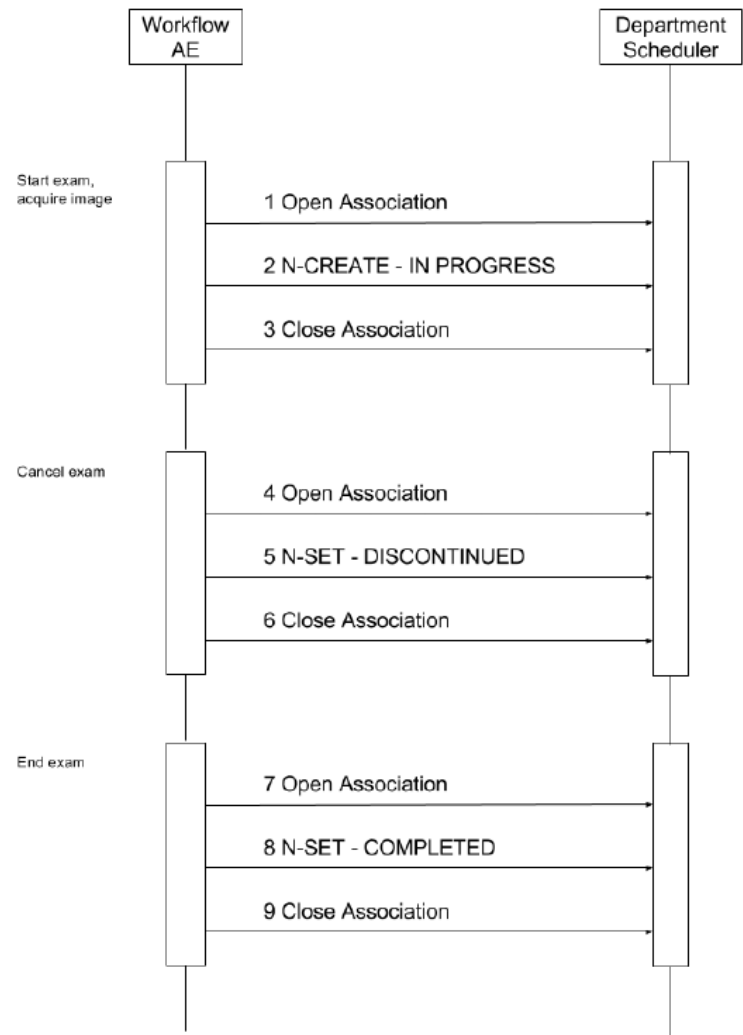 Workflow
AE
Department
Scheduler
Start exam,
acquire image
1 Open Association
2 N-CREATE - IN PROGRESS
3 Close Association
Cancel exam
4 Open Association
5 N-SET - DISCONTINUED
6 Close Association
End exam
7 Open Association
8 N-SET - COMPLETED
9 Close Association